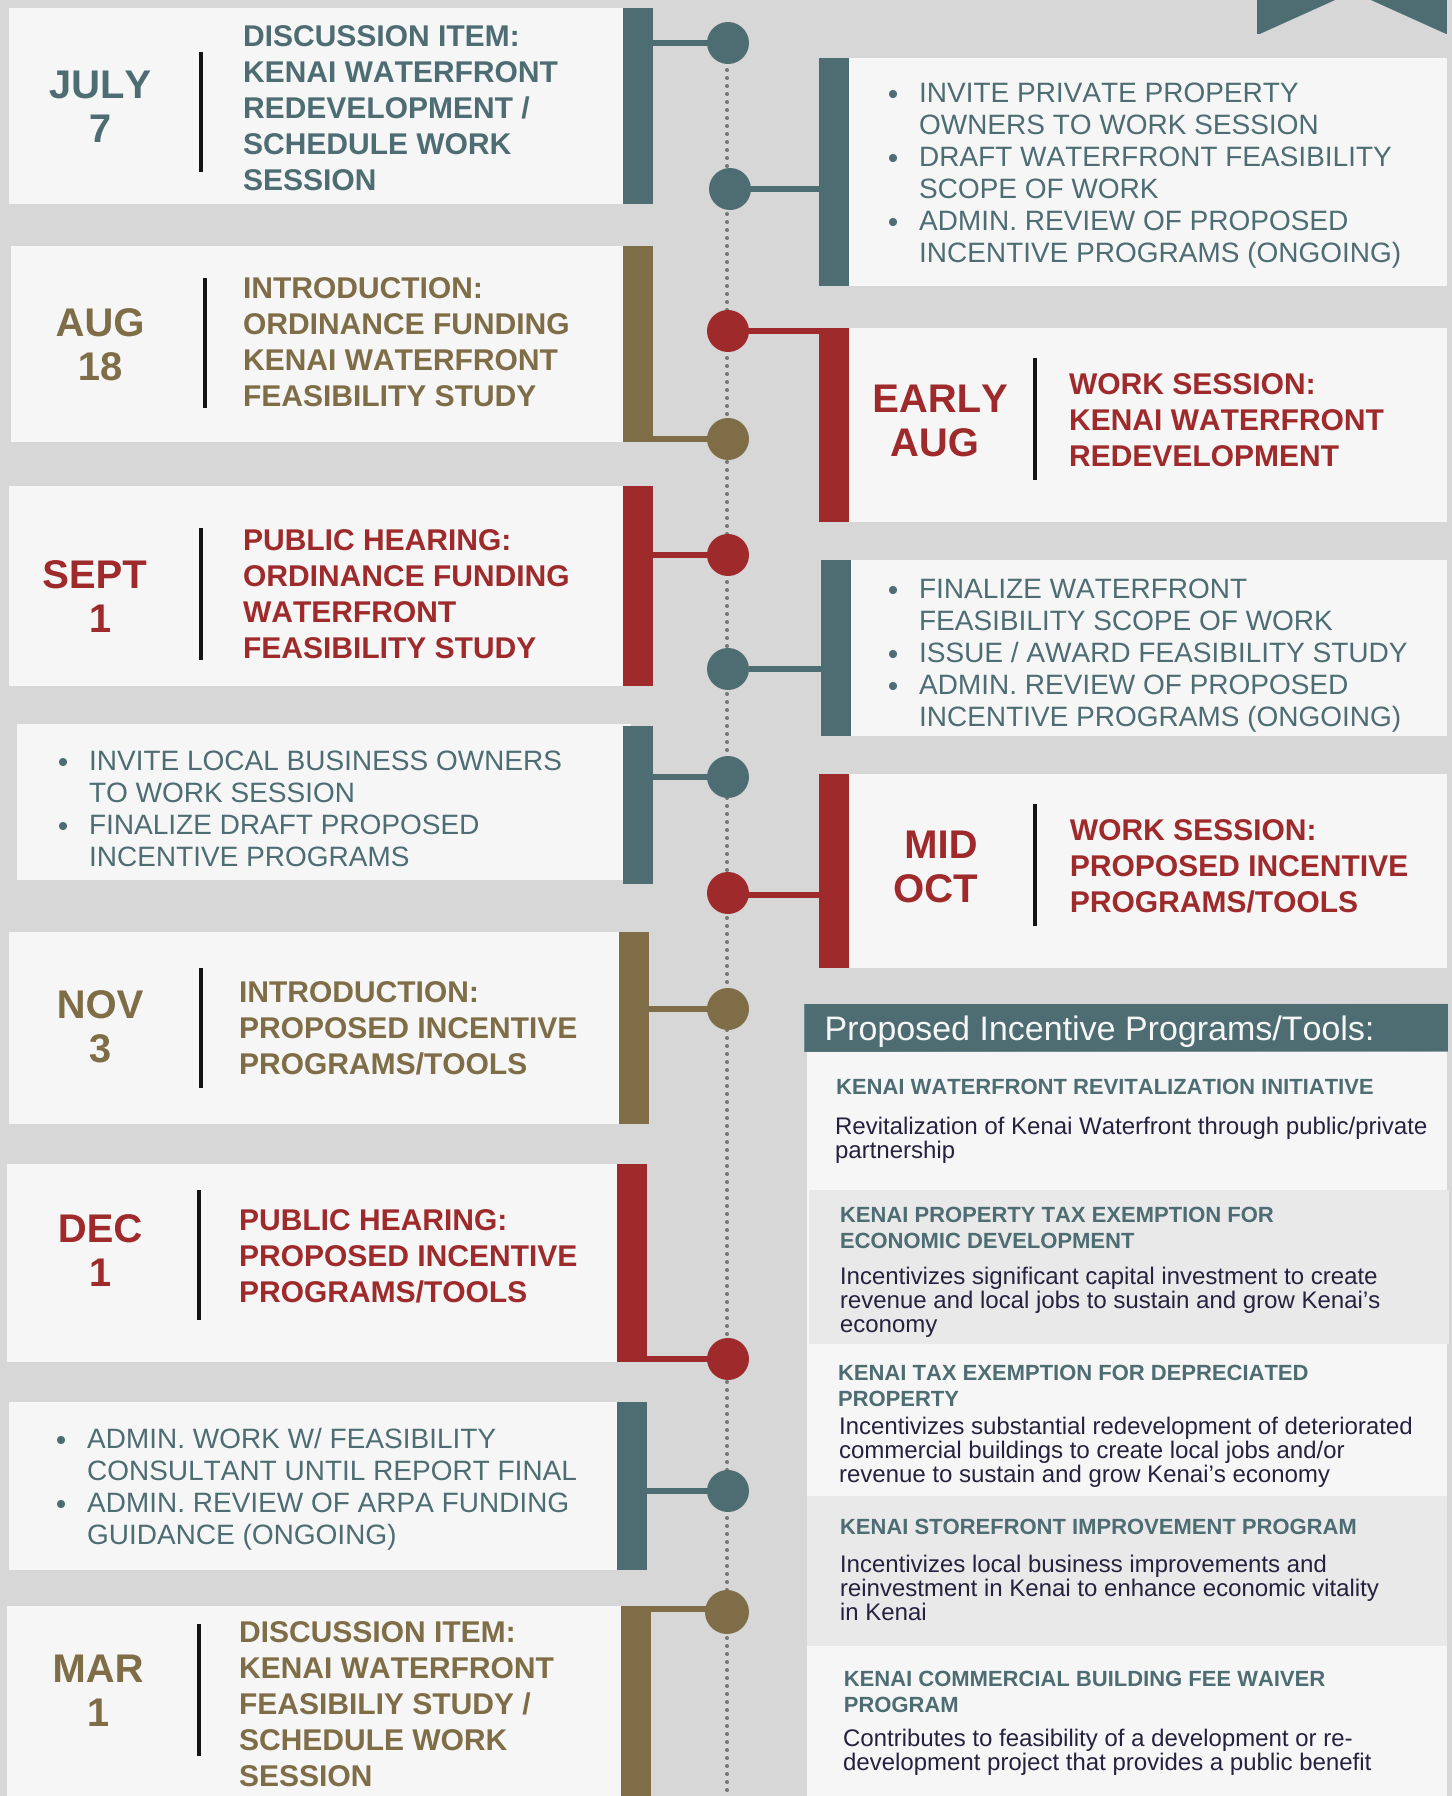 JULY
7
DISCUSSION ITEM:
KENAI WATERFRONT
REDEVELOPMENT /
SCHEDULE WORK
SESSION
• INVITE PRIVATE PROPERTY
OWNERS TO WORK SESSION
• DRAFT WATERFRONT FEASIBILITY
SCOPE OF WORK
• ADMIN. REVIEW OF PROPOSED
INCENTIVE PROGRAMS (ONGOING)
EARLY
AUG
WORK SESSION:
KENAI WATERFRONT
REDEVELOPMENT
AUG
18
INTRODUCTION:
ORDINANCE FUNDING
KENAI WATERFRONT
FEASIBILITY STUDY
SEPT
1
PUBLIC HEARING:
ORDINANCE FUNDING
WATERFRONT
FEASIBILITY STUDY
• FINALIZE WATERFRONT
FEASIBILITY SCOPE OF WORK
• ISSUE / AWARD FEASIBILITY STUDY
• ADMIN. REVIEW OF PROPOSED
INCENTIVE PROGRAMS (ONGOING)
• INVITE LOCAL BUSINESS OWNERS
TO WORK SESSION
• FINALIZE DRAFT PROPOSED
INCENTIVE PROGRAMS
MID
OCT
WORK SESSION:
PROPOSED INCENTIVE
PROGRAMS/TOOLS
NOV
3
INTRODUCTION:
PROPOSED INCENTIVE
PROGRAMS/TOOLS
DEC
1
PUBLIC HEARING:
PROPOSED INCENTIVE
PROGRAMS/TOOLS
• ADMIN. WORK W/ FEASIBILITY
CONSULTANT UNTIL REPORT FINAL
• ADMIN. REVIEW OF ARPA FUNDING
GUIDANCE (ONGOING)
MAR
1
DISCUSSION ITEM:
KENAI WATERFRONT
FEASIBILIY STUDY /
SCHEDULE WORK
SESSION
Proposed Incentive Programs/Tools:
KENAI WATERFRONT REVITALIZATION INITIATIVE
Revitalization of Kenai Waterfront through public/private
partnership
KENAI PROPERTY TAX EXEMPTION FOR
ECONOMIC DEVELOPMENT
Incentivizes significant capital investment to create
revenue and local jobs to sustain and grow Kenai’s
economy
KENAI TAX EXEMPTION FOR DEPRECIATED
PROPERTY
Incentivizes substantial redevelopment of deteriorated
commercial buildings to create local jobs and/or
revenue to sustain and grow Kenai’s economy
KENAI STOREFRONT IMPROVEMENT PROGRAM
Incentivizes local business improvements and
reinvestment in Kenai to enhance economic vitality
in Kenai
KENAI COMMERCIAL BUILDING FEE WAIVER
PROGRAM
Contributes to feasibility of a development or re-
development project that provides a public benefit